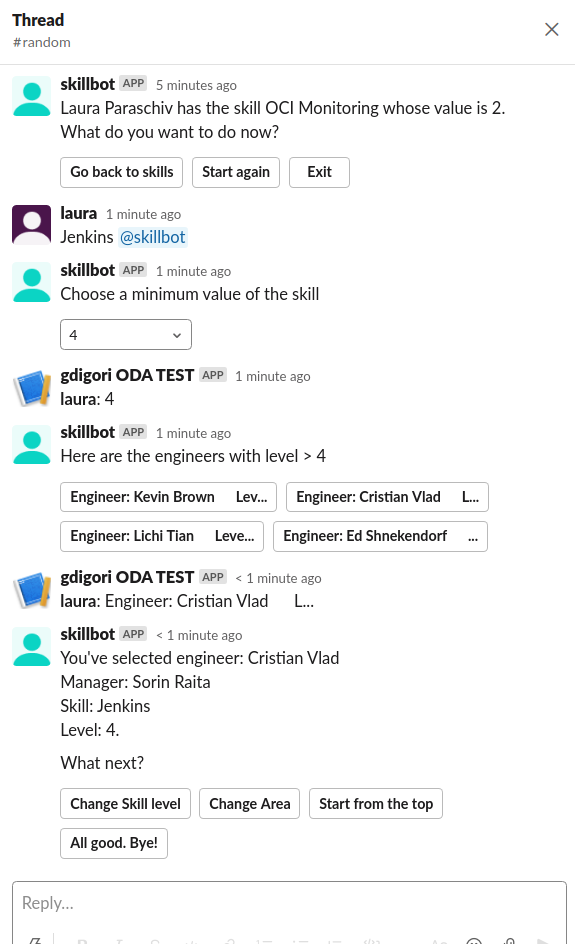 Thread
#random
skillbot APP 5 minutes ago
Laura Paraschiv has the skill OCI Monitoring whose value is 2.
What do you want to do now?
Go back to skills Start again Exit
laura 1 minute ago
Jenkins @skillbot
skillbot APP 1 minute ago
Choose a minimum value of the skill
4
gdigori ODA TEST APP 1 minute ago
laura: 4
skillbot APP 1 minute ago
Here are the engineers with level > 4
Engineer: Kevin Brown Lev... Engineer: Cristian Vlad L...
Engineer: Lichi Tian Leve... Engineer: Ed Shnekendorf ...
gdigori ODA TEST APP < 1 minute ago
laura: Engineer: Cristian Vlad L...
skillbot APP < 1 minute ago
You've selected engineer: Cristian Vlad
Manager: Sorin Raita
Skill: Jenkins
Level: 4.
What next?
Change Skill level Change Area Start from the top
All good. Bye!
Reply...